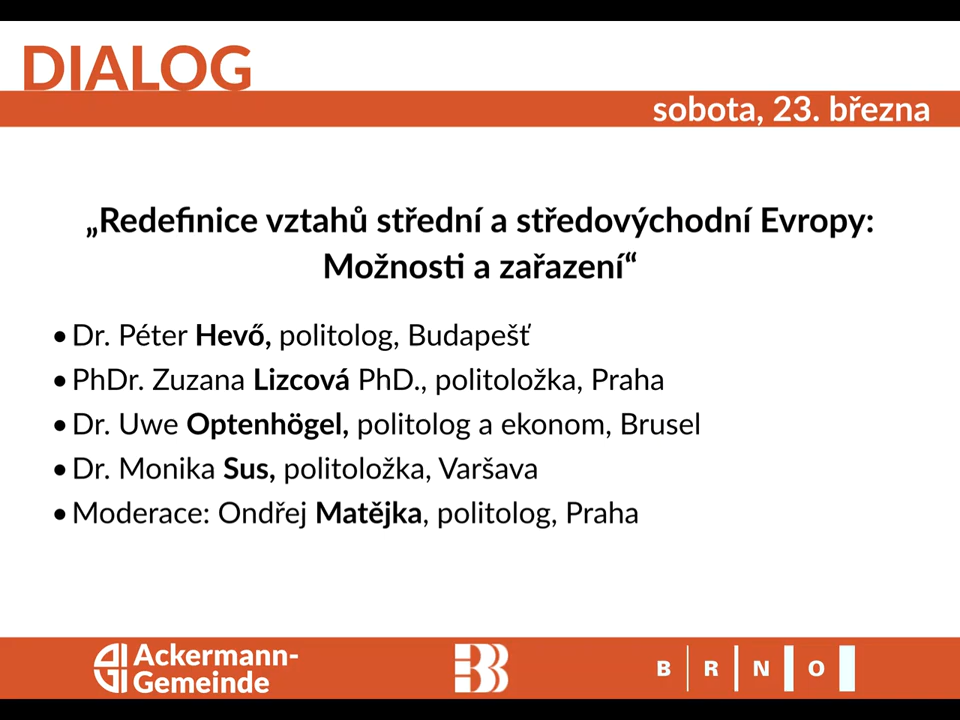 DIALOG
sobota, 23. března
„Redefinice vztahů střední a středovýchodní Evropy:
Možnosti a zařazení“
• Dr. Péter Hevő, politolog, Budapešť
• PhDr. Zuzana Lizcová PhD., politoložka, Praha
• Dr. Uwe Optenhögel, politolog a ekonom, Brusel
• Dr. Monika Sus, politoložka, Varšava
• Moderace: Ondřej Matějka, politolog, Praha
Ackermann-
Gemeinde
B R N O